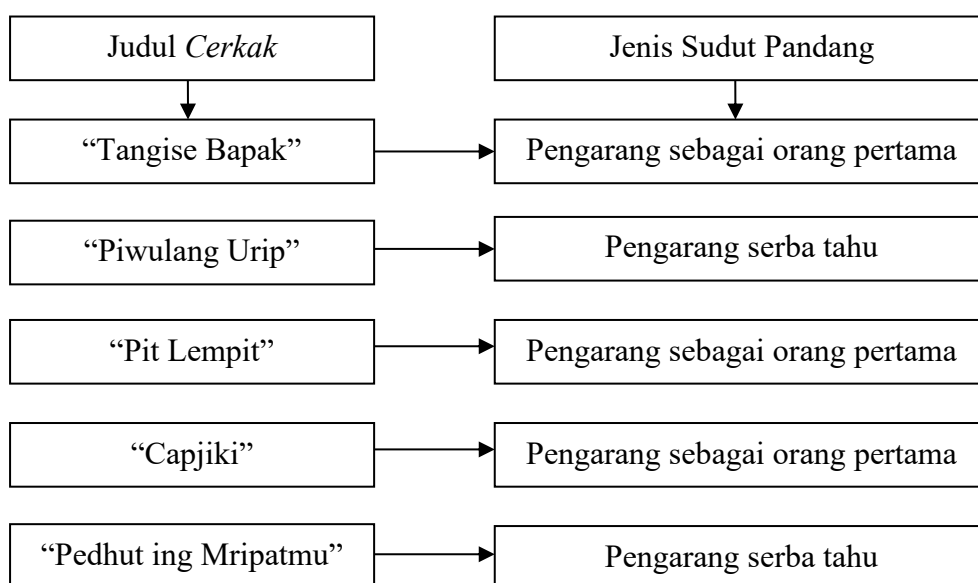 Judul Cerkak
Jenis Sudut Pandang
“Tangise Bapak”
Pengarang sebagai orang pertama
“Piwulang Urip”
Pengarang serba tahu
“Pit Lempit”
Pengarang sebagai orang pertama
“Capjiki”
Pengarang sebagai orang pertama
“Pedhut ing Mripatmu”
Pengarang serba tahu